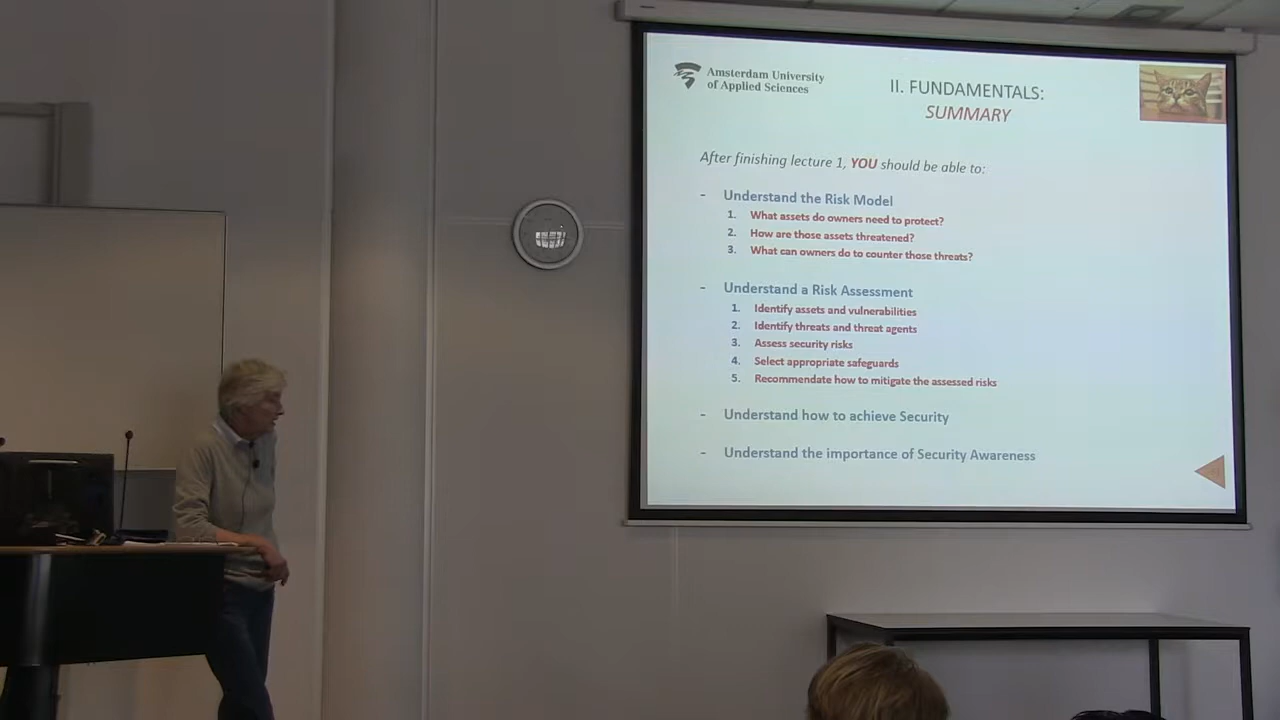 Amsterdam University
of Applied Sciences
II. FUNDAMENTALS:
SUMMARY
After finishing lecture 1, YOU should be able to:
- Understand the Risk Model
1. What assets do owners need to protect?
2. How are those assets threatened?
3. What can owners do to counter those threats?
- Understand a Risk Assessment
1. Identify assets and vulnerabilities
2. Identify threats and threat agents
3. Assess security risks
4. Select appropriate safeguards
5. Recommendate how to mitigate the assessed risks
- Understand how to achieve Security
- Understand the importance of Security Awareness